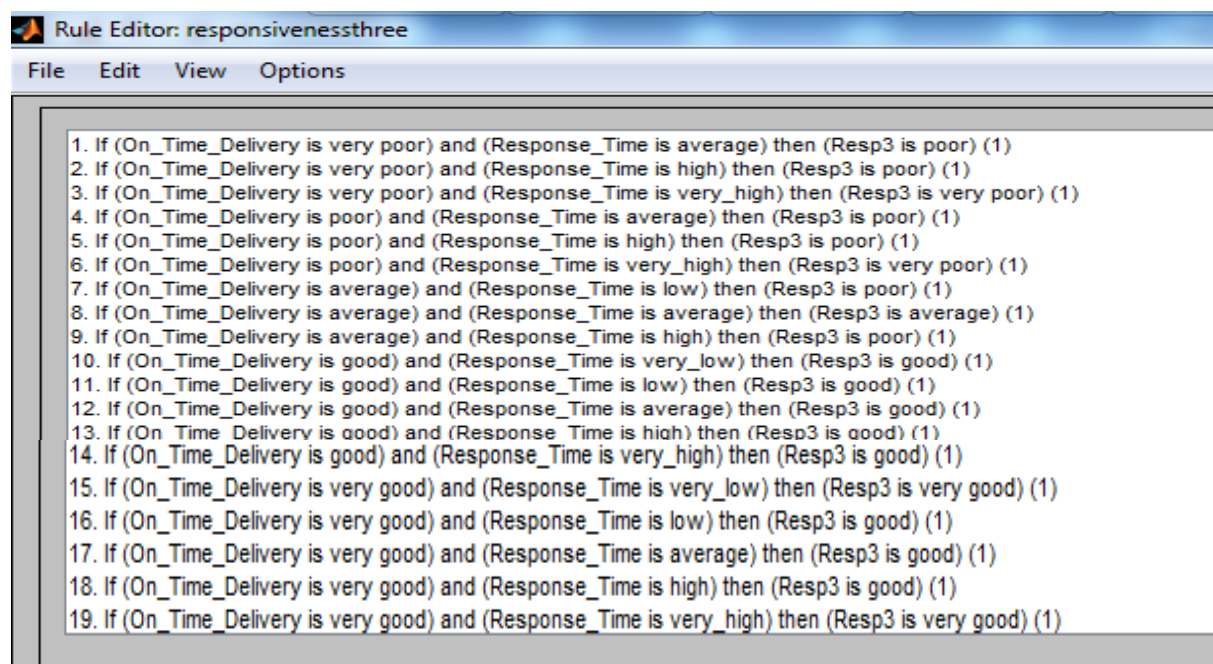 Rule Editor: responsivenessthree
File Edit View Options
1. If (On_Time_Delivery is very poor) and (Response_Time is average) then (Resp3 is poor) (1)
2. If (On_Time_Delivery is very poor) and (Response_Time is high) then (Resp3 is poor) (1)
3. If (On_Time_Delivery is very poor) and (Response_Time is very_high) then (Resp3 is very poor) (1)
4. If (On_Time_Delivery is poor) and (Response_Time is average) then (Resp3 is poor) (1)
5. If (On_Time_Delivery is poor) and (Response_Time is high) then (Resp3 is poor) (1)
6. If (On_Time_Delivery is poor) and (Response_Time is very_high) then (Resp3 is very poor) (1)
7. If (On_Time_Delivery is average) and (Response_Time is low) then (Resp3 is poor) (1)
8. If (On_Time_Delivery is average) and (Response_Time is average) then (Resp3 is average) (1)
9. If (On_Time_Delivery is average) and (Response_Time is high) then (Resp3 is poor) (1)
10. If (On_Time_Delivery is good) and (Response_Time is very_low) then (Resp3 is good) (1)
11. If (On_Time_Delivery is good) and (Response_Time is low) then (Resp3 is good) (1)
12. If (On_Time_Delivery is good) and (Response_Time is average) then (Resp3 is good) (1)
13. If (On_Time_Delivery is good) and (Response_Time is high) then (Resp3 is good) (1)
14. If (On_Time_Delivery is good) and (Response_Time is very_high) then (Resp3 is good) (1)
15. If (On_Time_Delivery is very good) and (Response_Time is very_low) then (Resp3 is very good) (1)
16. If (On_Time_Delivery is very good) and (Response_Time is low) then (Resp3 is good) (1)
17. If (On_Time_Delivery is very good) and (Response_Time is average) then (Resp3 is good) (1)
18. If (On_Time_Delivery is very good) and (Response_Time is high) then (Resp3 is good) (1)
19. If (On_Time_Delivery is very good) and (Response_Time is very_high) then (Resp3 is very good) (1)